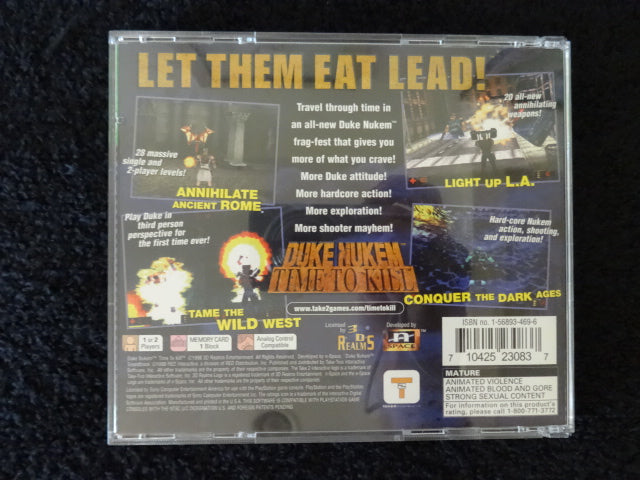 LET THEM EAT LEAD!
28 massive
single and
2-player levels!
ANNIHILATE
ANCIENT ROME
Travel through time in
an all-new Duke Nukem™
frag-fest that gives you
more of what you crave!
More Duke attitude!
More hardcore action!
More exploration!
More shooter mayhem!
20 all-new
annihilating
weapons!
LIGHT UP L.A.
Play Duke in
third person
perspective for
the first time ever!
TAME THE
WILD WEST
Hard-core Nukem
action, shooting,
and exploration!
CONQUER THE DARK AGES
DUKE NUKEM
TIME TO KILL
www.take2games.com/timetokill
1 or 2
Players
MEMORY CARD
1 Block
Analog Control
Compatible
Licensed
by
3D
REALMS
Developed by
SPACE
T
ISBN no. 1-56893-469-6
7 10425 23083 7
MATURE
ANIMATED VIOLENCE
ANIMATED BLOOD AND GORE
STRONG SEXUAL CONTENT
For information on this product's
rating, please call 1-800-771-3772